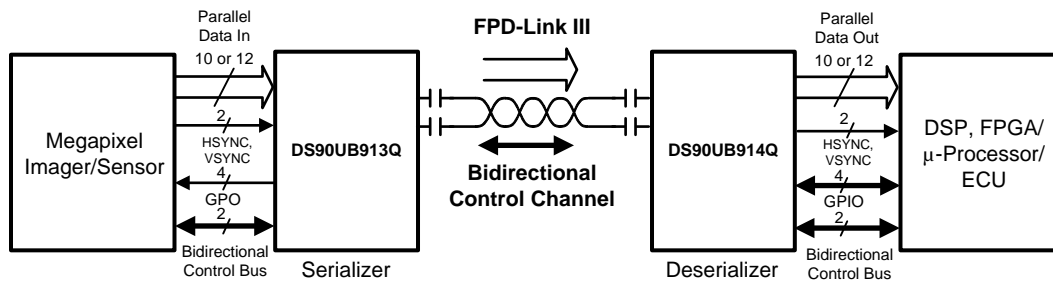 Parallel
Data In
10 or 12
2
HSYNC,
VSYNC
4
GPO
2
Bidirectional
Control Bus
Megapixel
Imager/Sensor
DS90UB913Q
Serializer
FPD-Link III
Bidirectional
Control Channel
DS90UB914Q
Deserializer
Parallel
Data Out
10 or 12
2
HSYNC,
VSYNC
4
GPIO
2
Bidirectional
Control Bus
DSP, FPGA/
μ-Processor/
ECU